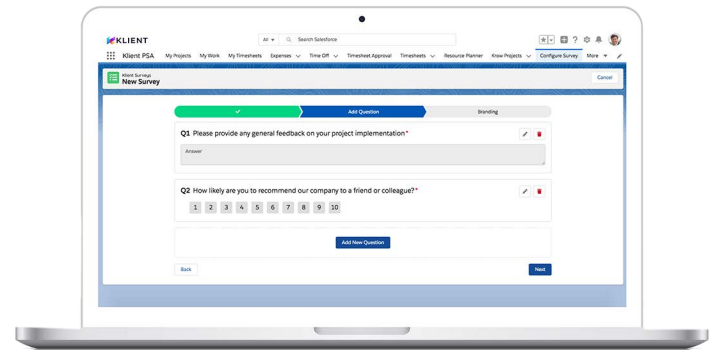 KLIENT
All
Search Salesforce
Klient PSA My Projects My Work My Timesheets Expenses Time Off Timesheet Approval Timesheets Resource Planner Krow Projects Configure Survey More
Klient Surveys
New Survey
Cancel
Add Question
Branding
Q1 Please provide any general feedback on your project implementation*
Answer
Q2 How likely are you to recommend our company to a friend or colleague?*
1 2 3 4 5 6 7 8 9 10
Add New Question
Back
Next